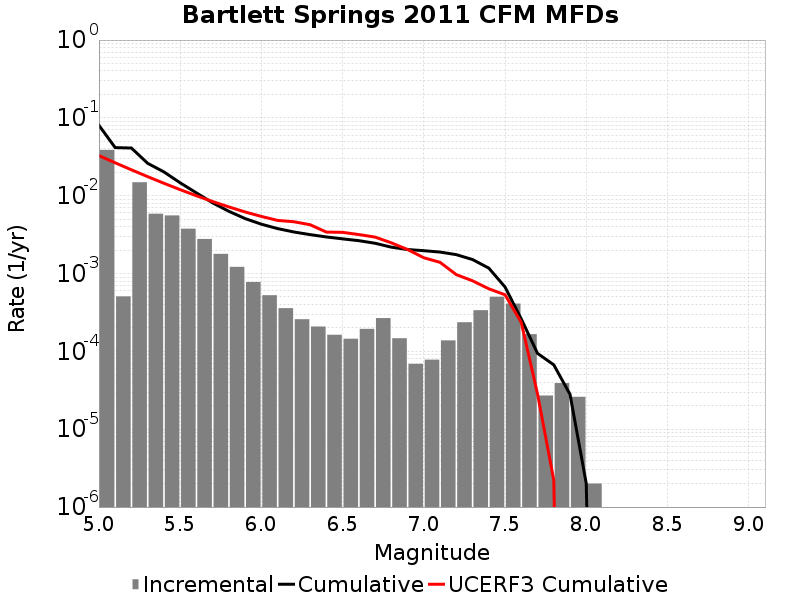 Bartlett Springs 2011 CFM MFDs
10^0
10^-1
10^-2
10^-3
10^-4
10^-5
10^-6
Rate (1/yr)
5.0 5.5 6.0 6.5 7.0 7.5 8.0 8.5 9.0
Magnitude
Incremental Cumulative UCERF3 Cumulative